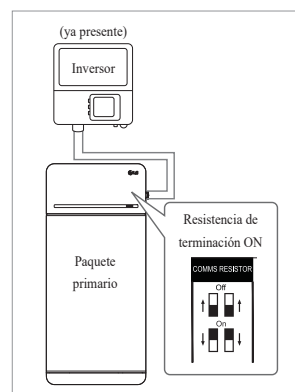 (ya presente)
Inversor
Resistencia de
terminación ON
Paquete
primario
COMMS RESISTOR
Off
On